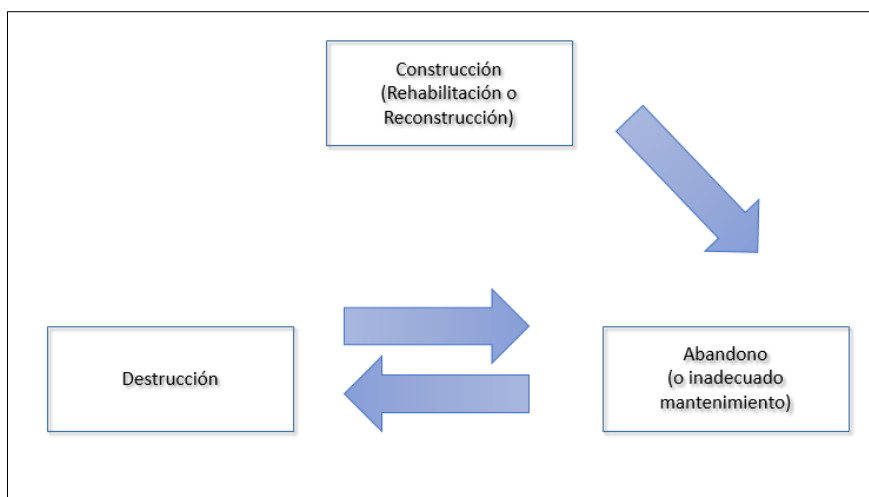 Construcción
(Rehabilitación o
Reconstrucción)
Destrucción
Abandono
(o inadecuado
mantenimiento)